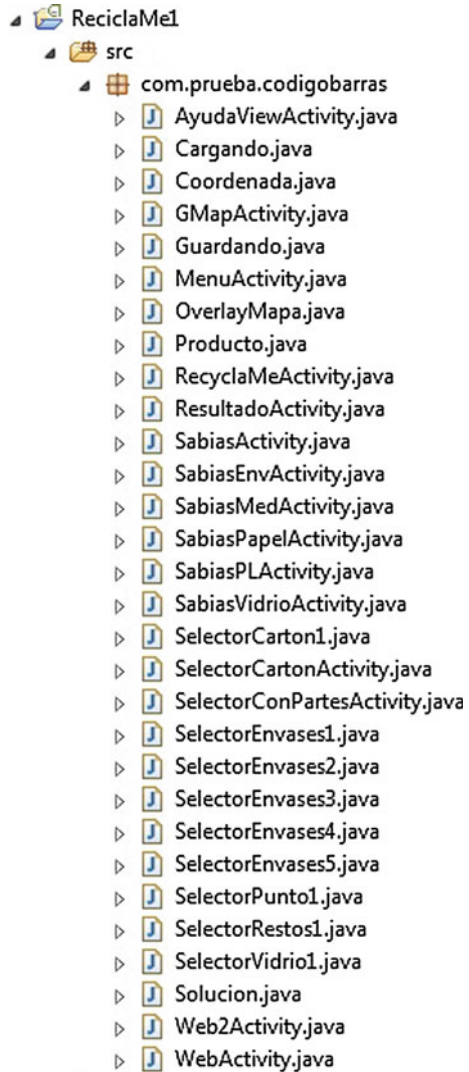 ReciclaMe1
src
com.prueba.codigobarras
AyudaViewActivity.java
Cargando.java
Coordenada.java
GMapActivity.java
Guardando.java
MenuActivity.java
OverlayMapa.java
Producto.java
RecyclaMeActivity.java
ResultadoActivity.java
SabiasActivity.java
SabiasEnvActivity.java
SabiasMedActivity.java
SabiasPapelActivity.java
SabiasPLActivity.java
SabiasVidrioActivity.java
SelectorCarton1.java
SelectorCartonActivity.java
SelectorConPartesActivity.java
SelectorEnvases1.java
SelectorEnvases2.java
SelectorEnvases3.java
SelectorEnvases4.java
SelectorEnvases5.java
SelectorPunto1.java
SelectorRestos1.java
SelectorVidrio1.java
Solucion.java
Web2Activity.java
WebActivity.java